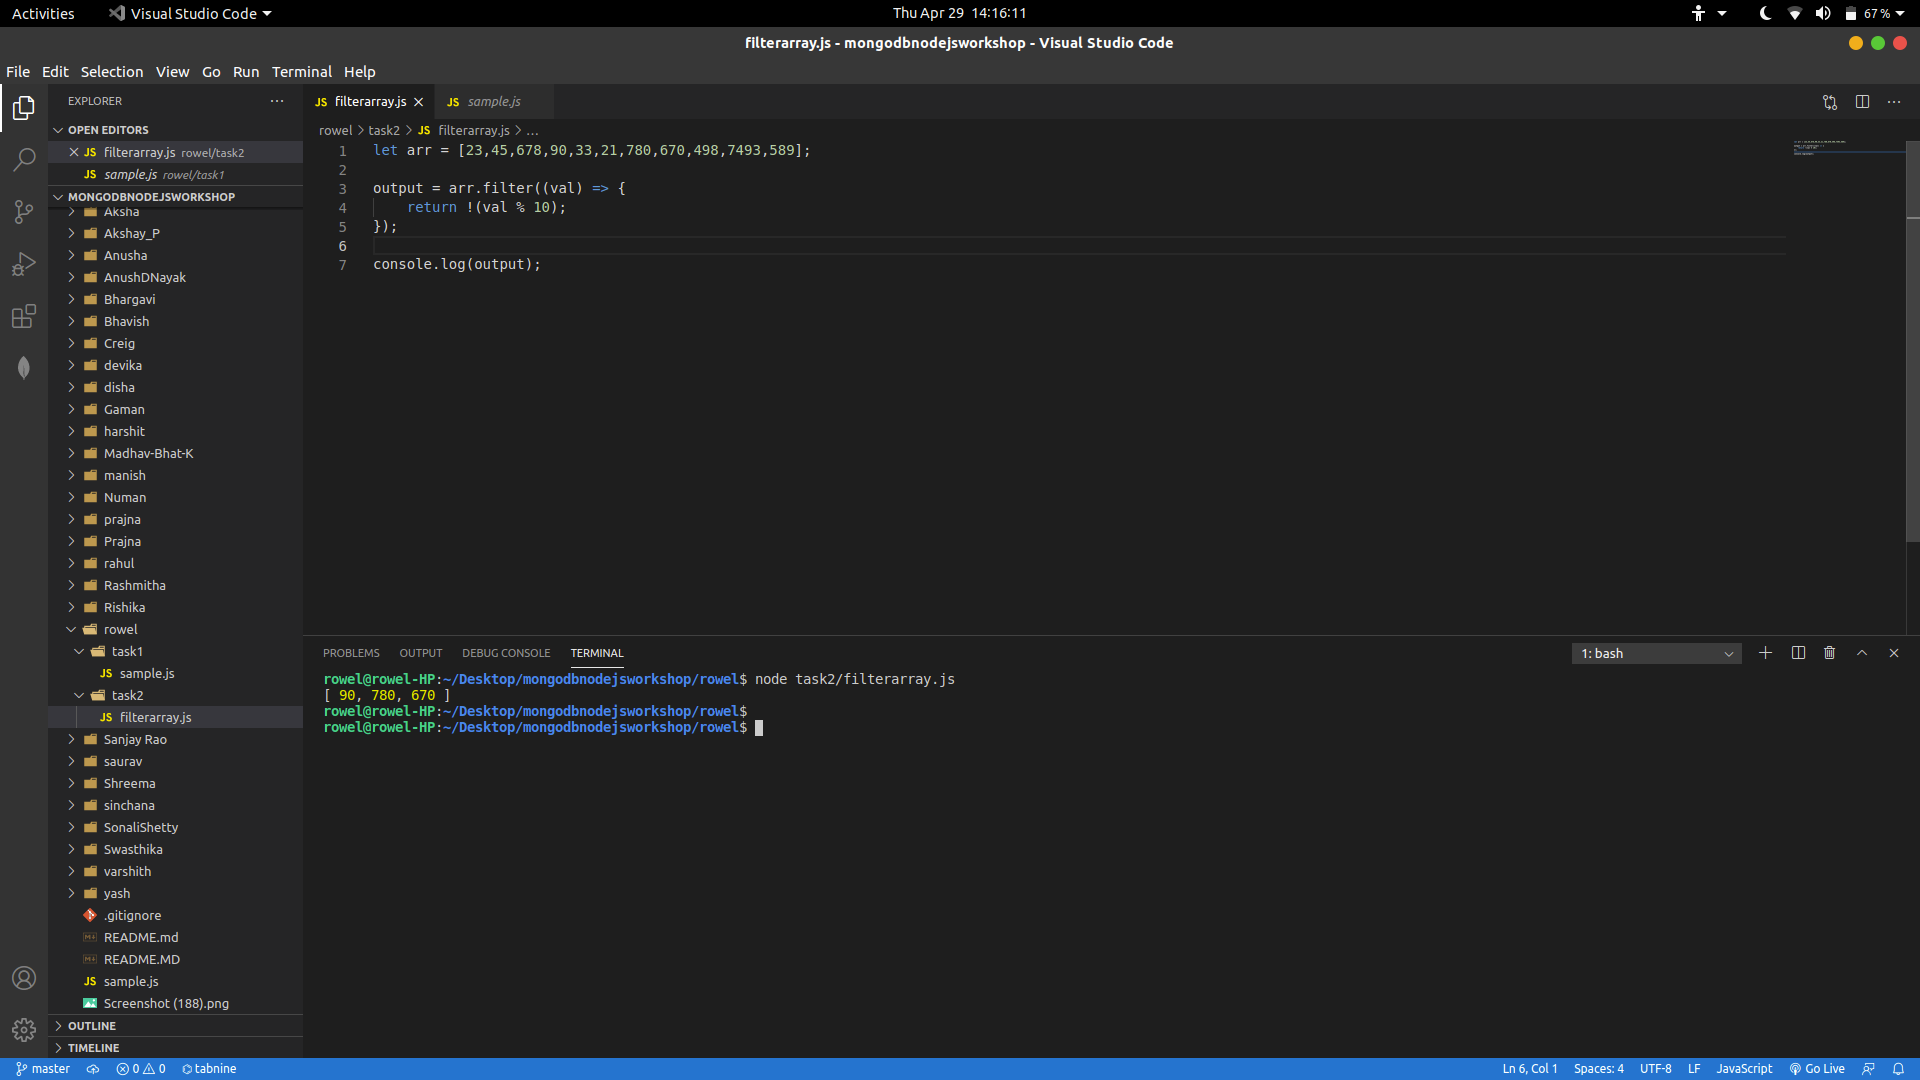 Activities Visual Studio Code Thu Apr 29 14:16:11 67 %
filterarray.js - mongodbnodejsworkshop - Visual Studio Code
File Edit Selection View Go Run Terminal Help
EXPLORER
OPEN EDITORS
JS filterarray.js rowel/task2
JS sample.js rowel/task1
MONGODBNODEJSWORKSHOP
Aksha
Akshay_P
Anusha
AnushDNayak
Bhargavi
Bhavish
Creig
devika
disha
Gaman
harshit
Madhav-Bhat-K
manish
Numan
prajna
Prajna
rahul
Rashmitha
Rishika
rowel
task1
JS sample.js
task2
JS filterarray.js
Sanjay Rao
saurav
Shreema
sinchana
SonaliShetty
Swasthika
varshith
yash
.gitignore
README.md
README.MD
JS sample.js
Screenshot (188).png
OUTLINE
TIMELINE
JS filterarray.js JS sample.js
rowel > task2 > JS filterarray.js > ...
1 let arr = [23,45,678,90,33,21,780,670,498,7493,589];
2
3 output = arr.filter((val) => {
4 return !(val % 10);
5 });
6
7 console.log(output);
PROBLEMS OUTPUT DEBUG CONSOLE TERMINAL 1: bash
rowel@rowel-HP:~/Desktop/mongodbnodejsworkshop/rowel$ node task2/filterarray.js
[ 90, 780, 670 ]
rowel@rowel-HP:~/Desktop/mongodbnodejsworkshop/rowel$
rowel@rowel-HP:~/Desktop/mongodbnodejsworkshop/rowel$
master 0 0 tabnine Ln 6, Col 1 Spaces: 4 UTF-8 LF JavaScript Go Live